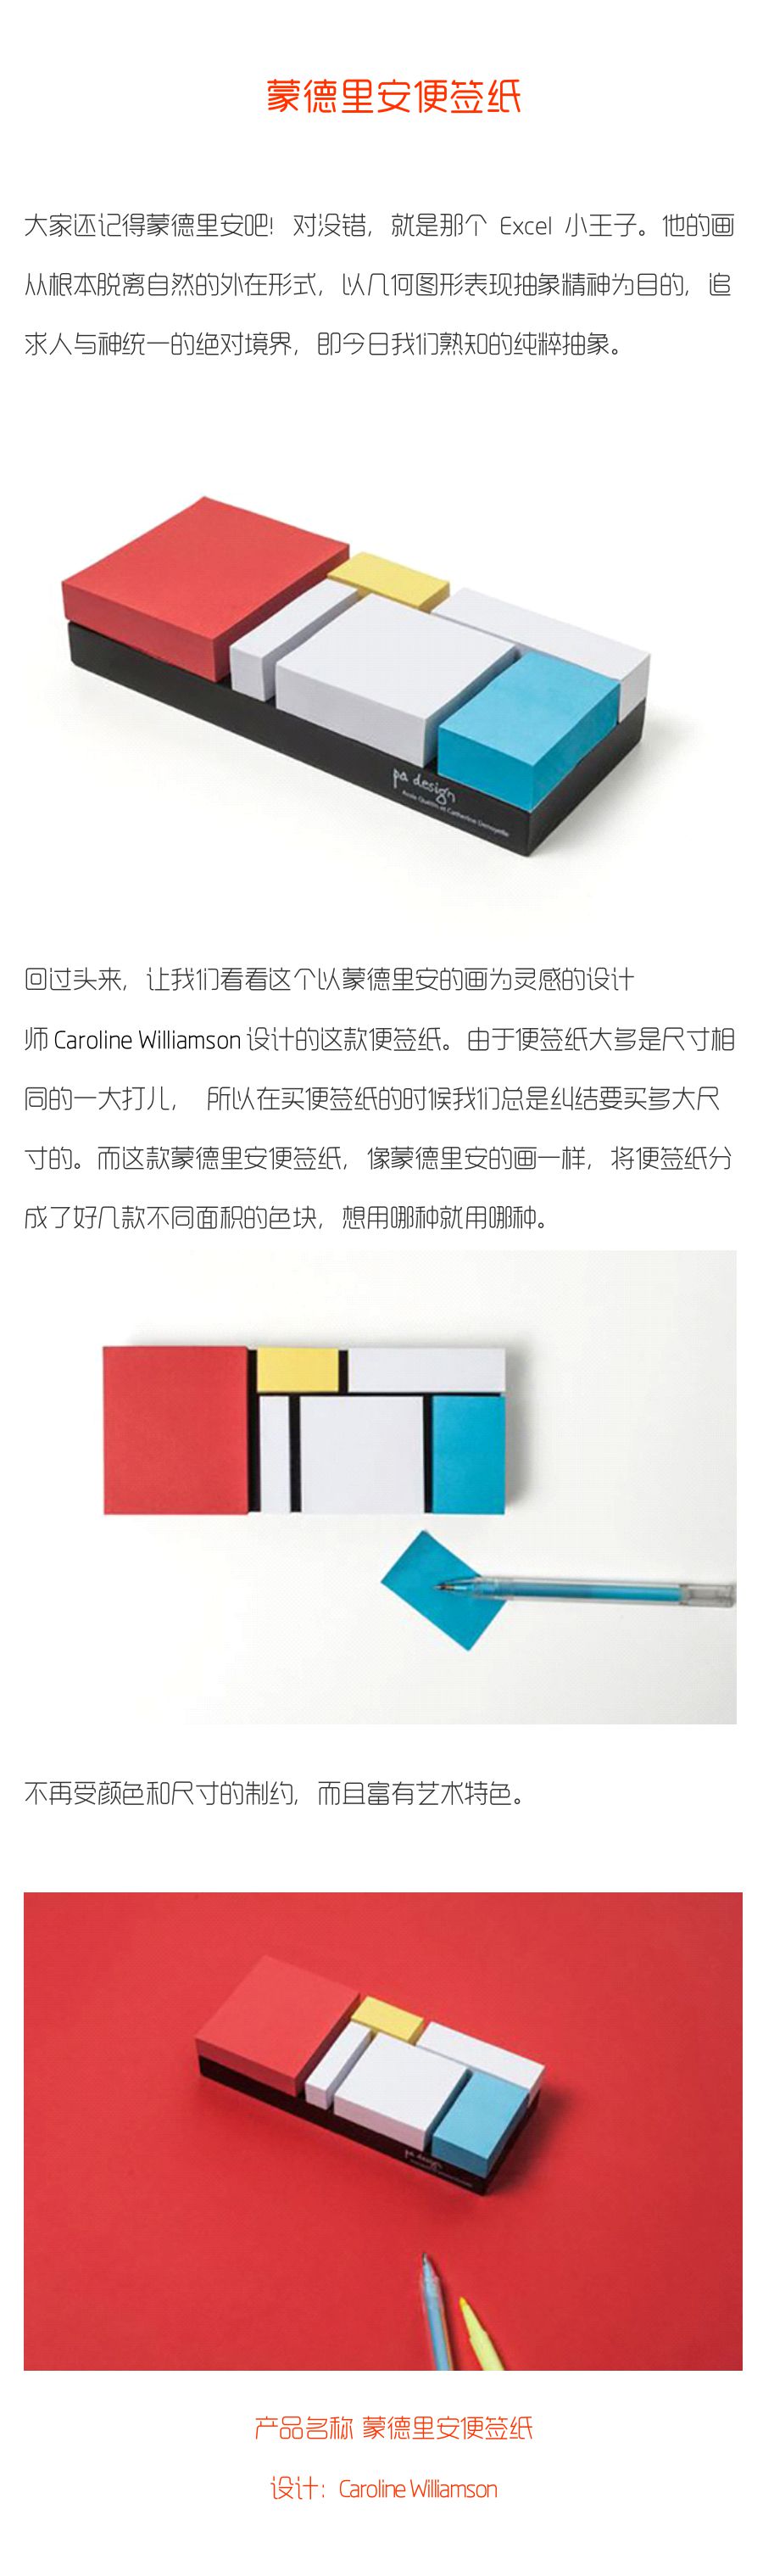 蒙德里安便签纸
大家还记得蒙德里安吧! 对没错, 就是那个 Excel 小王子。他的画
从根本脱离自然的外在形式, 以几何图形表现抽象精神为目的, 追
求人与神统一的绝对境界, 即今日我们熟知的纯粹抽象。
pa design
回过头来, 让我们看看这个以蒙德里安的画为灵感的设计
师 Caroline Williamson 设计的这款便签纸。由于便签纸大多是尺寸相
同的一大打儿, 所以在买便签纸的时候我们总是纠结要买多大尺
寸的。而这款蒙德里安便签纸, 像蒙德里安的画一样, 将便签纸分
成了好几款不同面积的色块, 想用哪种就用哪种。
不再受颜色和尺寸的制约, 而且富有艺术特色。
pa design
产品名称 蒙德里安便签纸
设计: Caroline Williamson